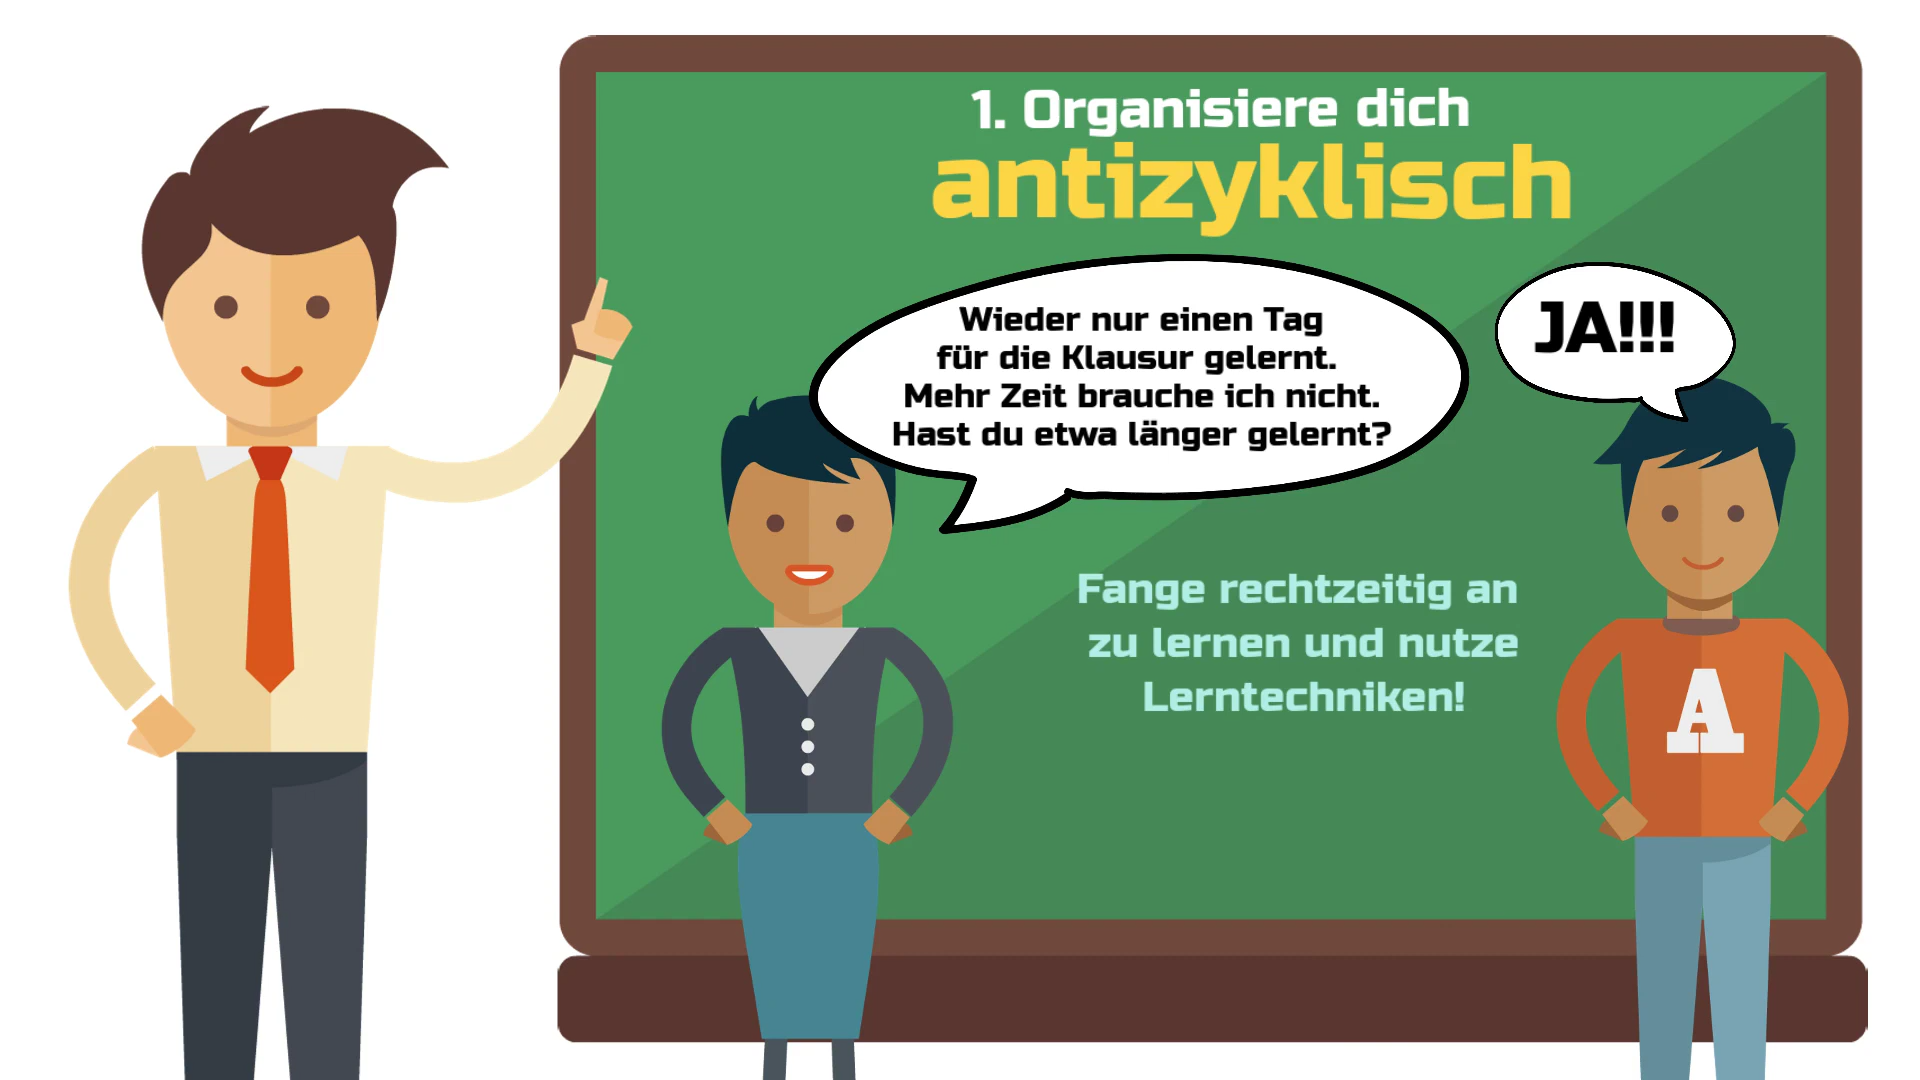 1. Organisiere dich
antizyklisch
Wieder nur einen Tag
für die Klausur gelernt.
Mehr Zeit brauche ich nicht.
Hast du etwa länger gelernt?
JA!!!
Fange rechtzeitig an
zu lernen und nutze
Lerntechniken!
A